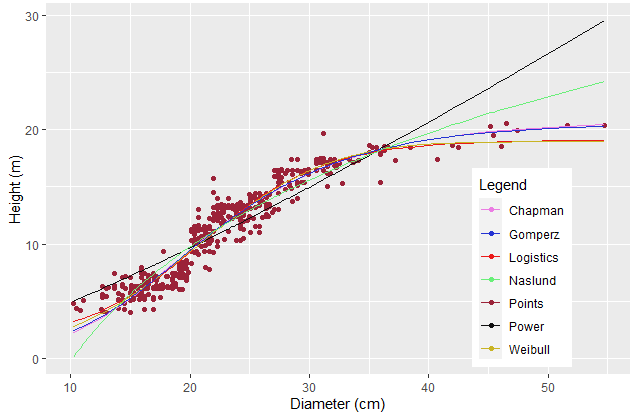 30
20
10
0
Height (m)
10
20
30
40
50
Diameter (cm)
Legend
Chapman
Gomperz
Logistics
Naslund
Points
Power
Weibull